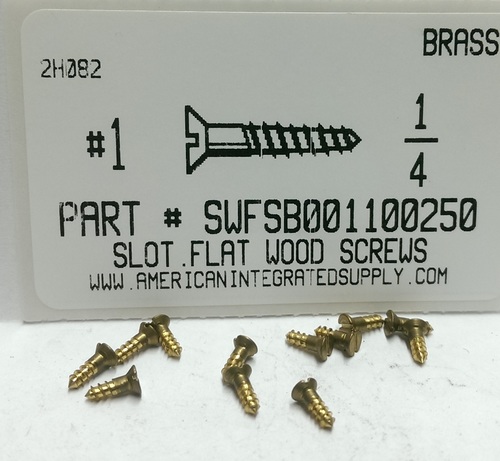 BRASS
2H082
#1
1
4
PART # SWFSB001100250
SLOT.FLAT WOOD SCREWS
WWW.AMERICANINTEGRATEDSUPPLY.COM